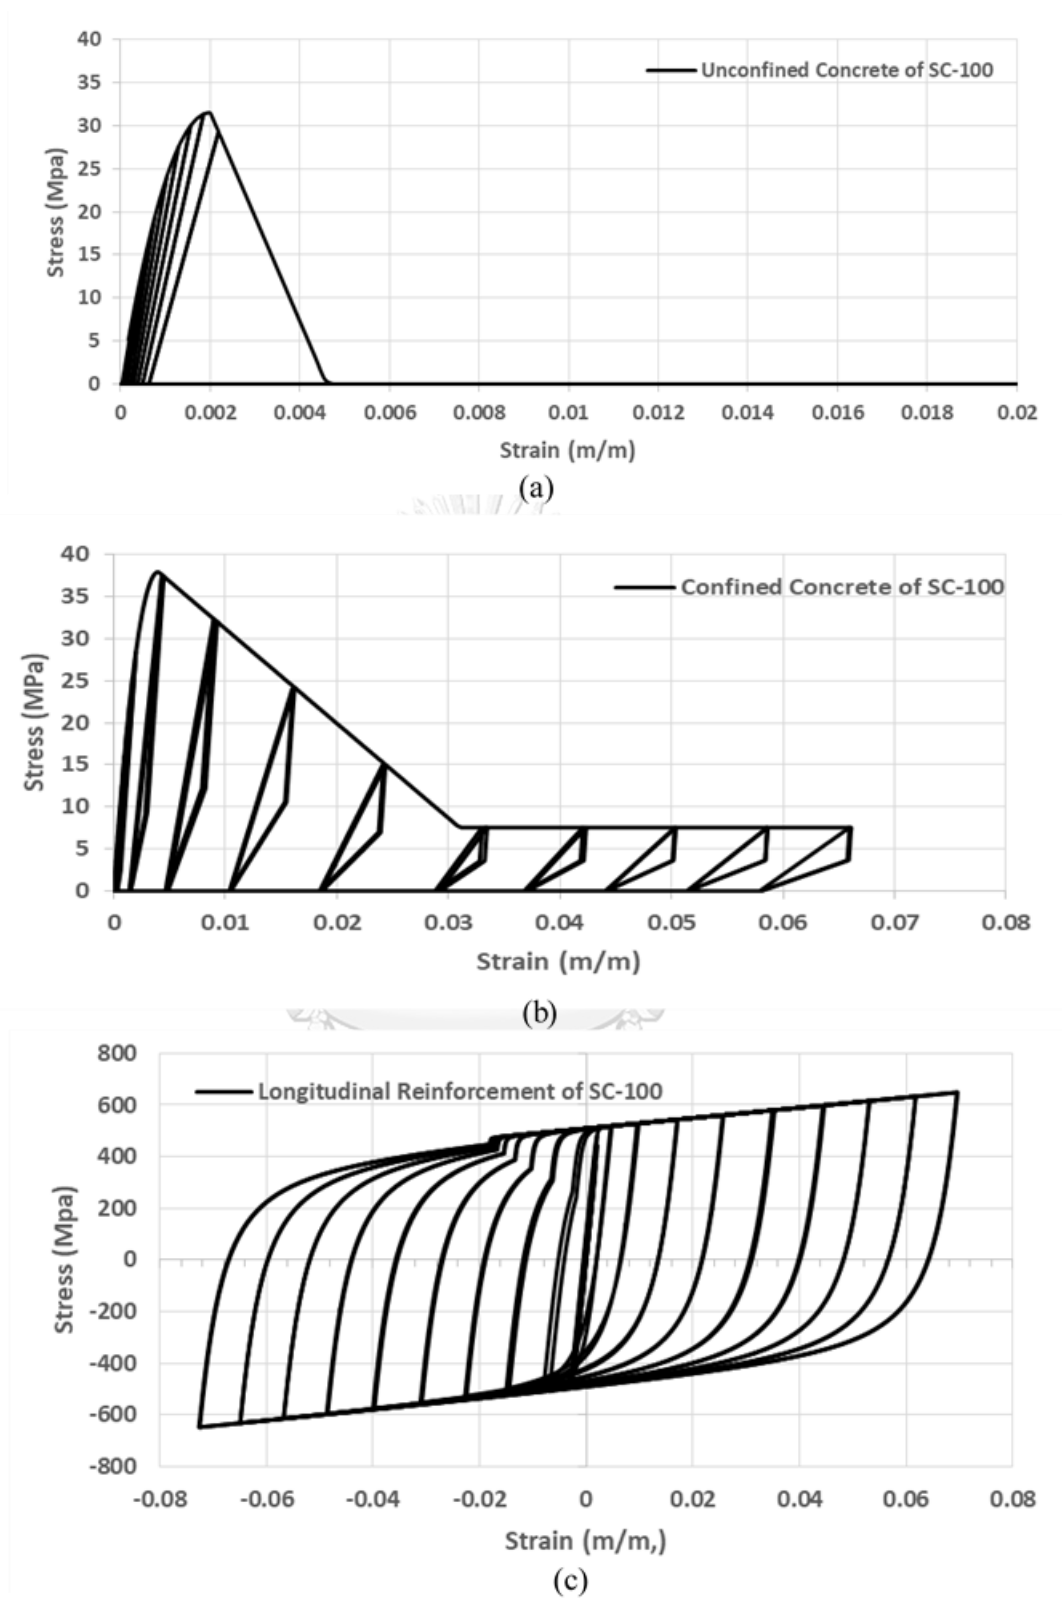 40
Unconfined Concrete of SC-100
35
30
25
20
15
10
5
0
Stress (Mpa)
0 0.002 0.004 0.006 0.008 0.01 0.012 0.014 0.016 0.018 0.02
Strain (m/m)
(a)
40
Confined Concrete of SC-100
35
30
25
20
15
10
5
0
Stress (MPa)
0 0.01 0.02 0.03 0.04 0.05 0.06 0.07 0.08
Strain (m/m)
(b)
800
Longitudinal Reinforcement of SC-100
600
400
200
0
-200
-400
-600
-800
Stress (Mpa)
-0.08 -0.06 -0.04 -0.02 0 0.02 0.04 0.06 0.08
Strain (m/m,)
(c)